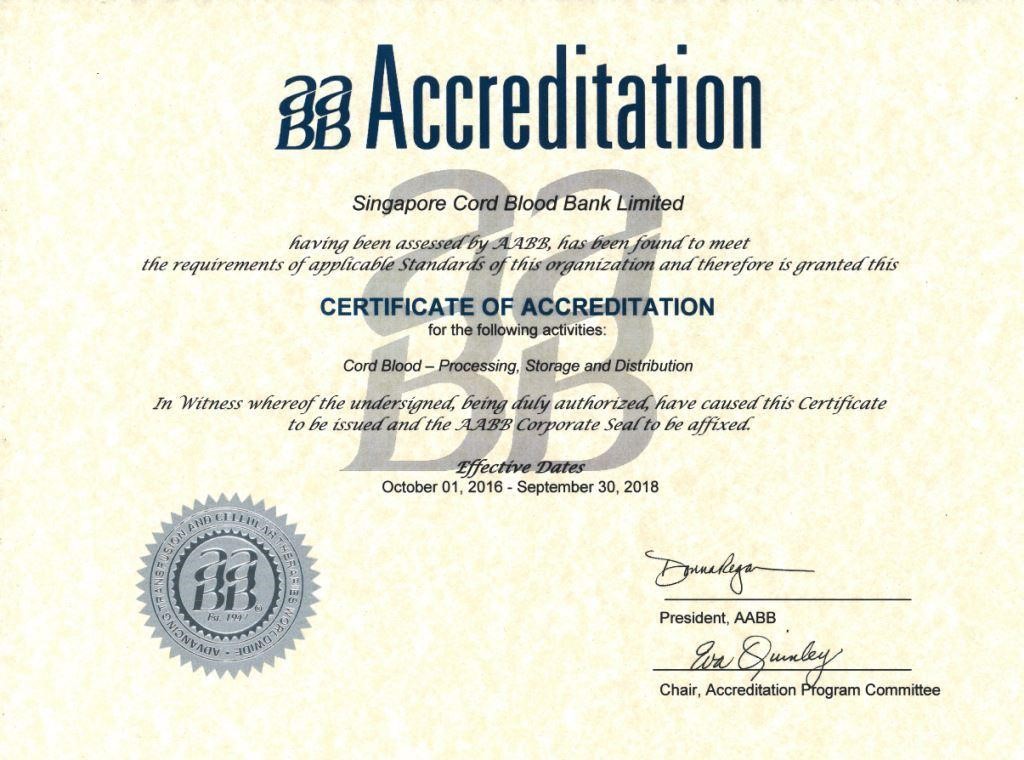 aaBB Accreditation
Singapore Cord Blood Bank Limited
having been assessed by AABB, has been found to meet
the requirements of applicable Standards of this organization and therefore is granted this
CERTIFICATE OF ACCREDITATION
for the following activities:
Cord Blood – Processing, Storage and Distribution
In Witness whereof the undersigned, being duly authorized, have caused this Certificate
to be issued and the AABB Corporate Seal to be affixed.
Effective Dates
October 01, 2016 - September 30, 2018
ADVANCING TRANSFUSION AND CELLULAR THERAPIES WORLDWIDE
aaBB®
Est. 1947
Donna Regan
President, AABB
Eva Quinley
Chair, Accreditation Program Committee